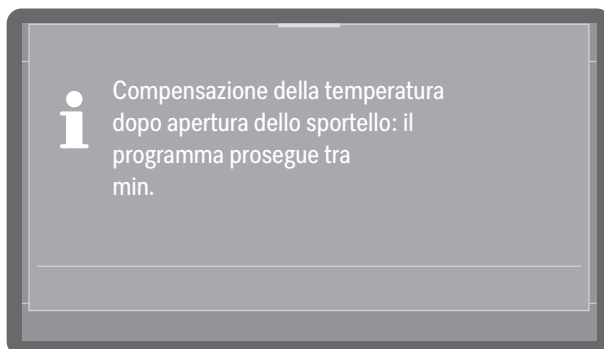 Compensazione della temperatura
dopo apertura dello sportello: il
programma prosegue tra
min.